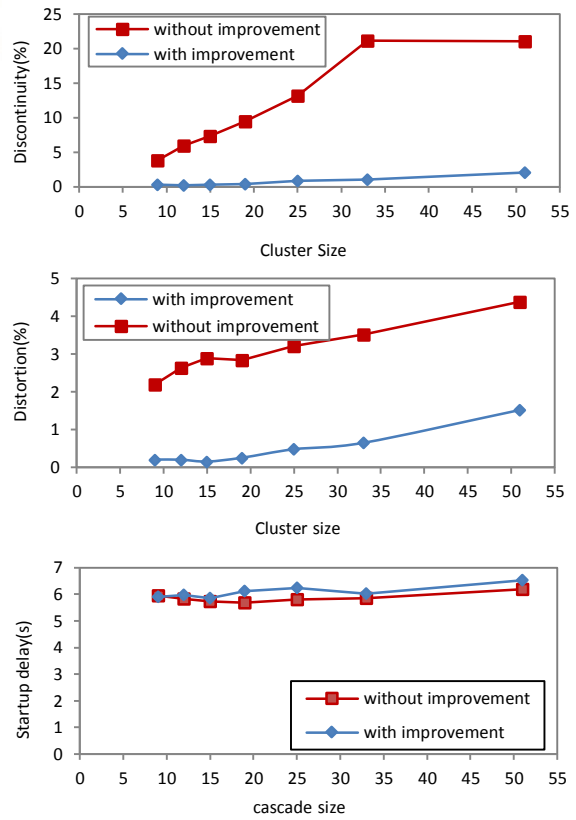 25
20
15
10
5
0
Discontinuity(%)
without improvement
with improvement
0 5 10 15 20 25 30 35 40 45 50 55
Cluster Size
5
4
3
2
1
0
Distortion(%)
with improvement
without improvement
0 5 10 15 20 25 30 35 40 45 50 55
Cluster size
7
6
5
4
3
2
1
0
Startup delay(s)
without improvement
with improvement
0 5 10 15 20 25 30 35 40 45 50 55
cascade size